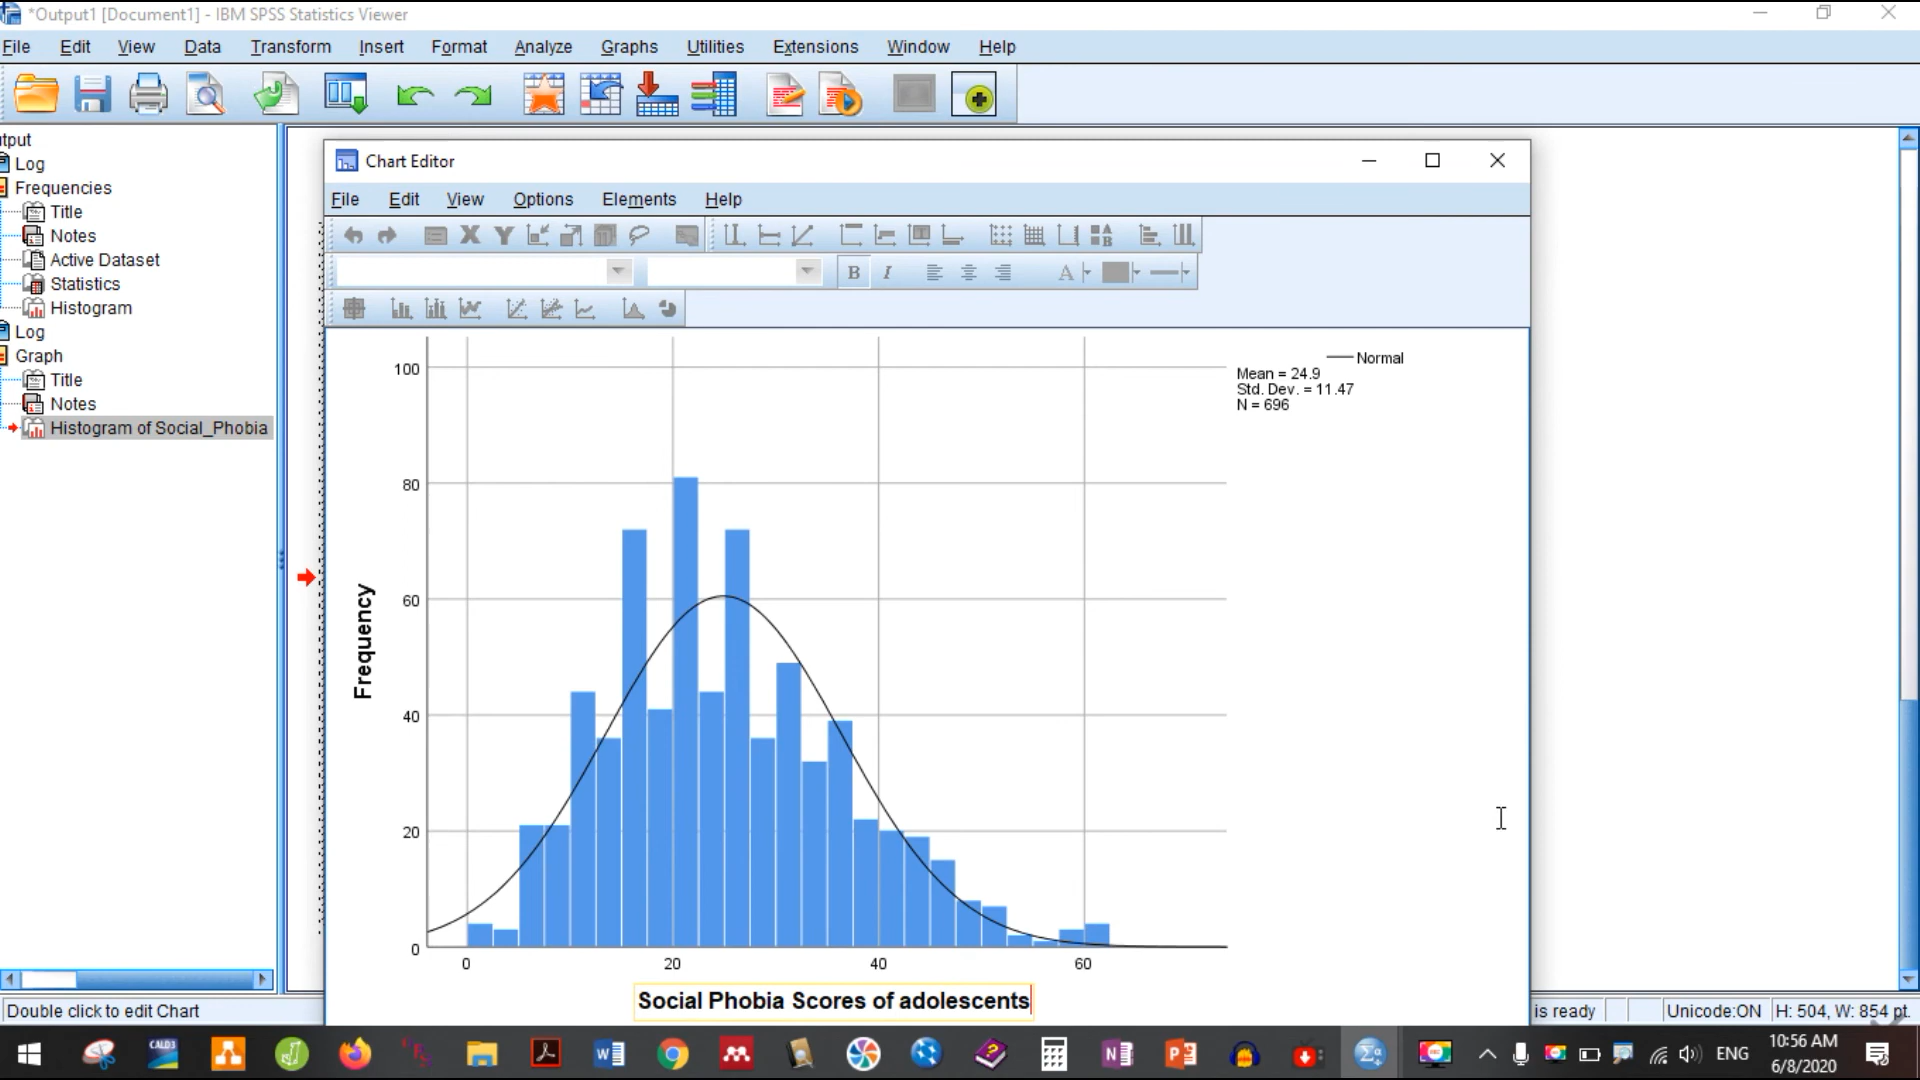 *Output1 [Document1] - IBM SPSS Statistics Viewer
File Edit View Data Transform Insert Format Analyze Graphs Utilities Extensions Window Help
tput
Log
Frequencies
Title
Notes
Active Dataset
Statistics
Histogram
Log
Graph
Title
Notes
Histogram of Social_Phobia
Chart Editor
File Edit View Options Elements Help
X Y
B I A
Normal
Mean = 24.9
Std. Dev. = 11.47
N = 696
100
80
60
40
20
0
Frequency
0 20 40 60
Social Phobia Scores of adolescents
Double click to edit Chart
is ready Unicode:ON H: 504, W: 854 pt.
CALD3
ENG
10:56 AM
6/8/2020